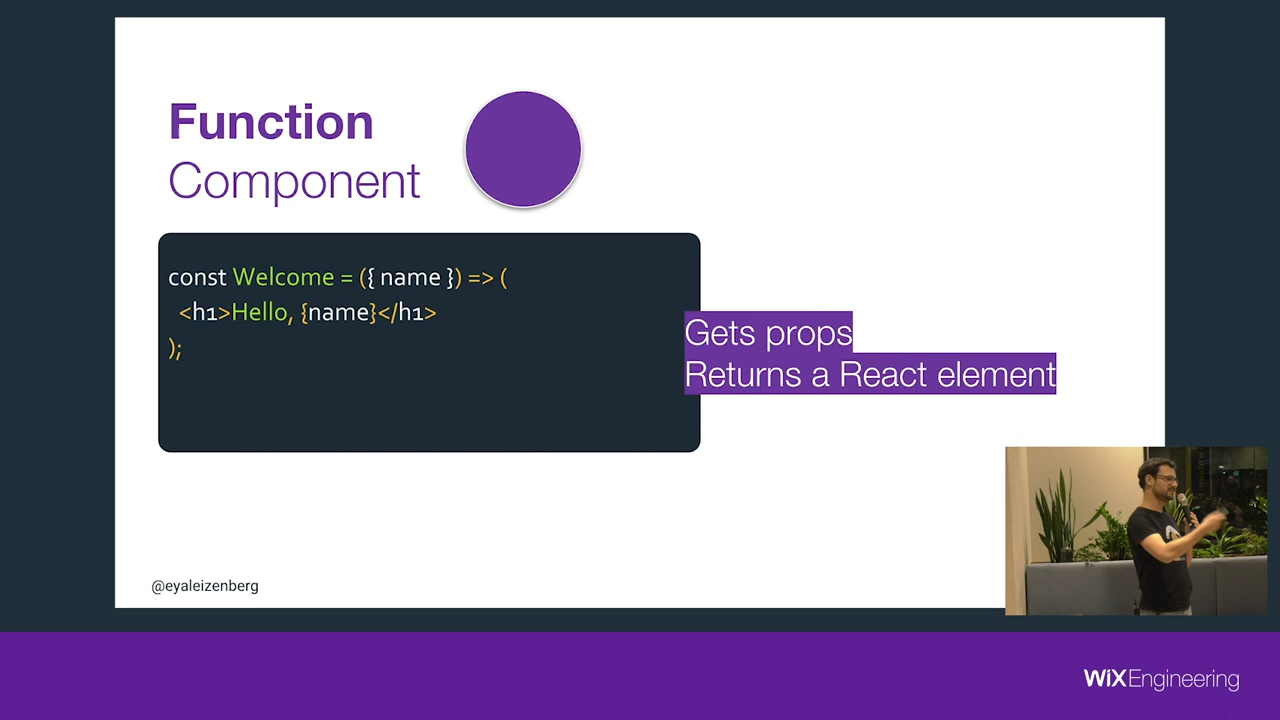 Function
Component
const Welcome = ({ name }) => (
<h1>Hello, {name}</h1>
);
Gets props
Returns a React element
@eyaleizenberg
WiXEngineering